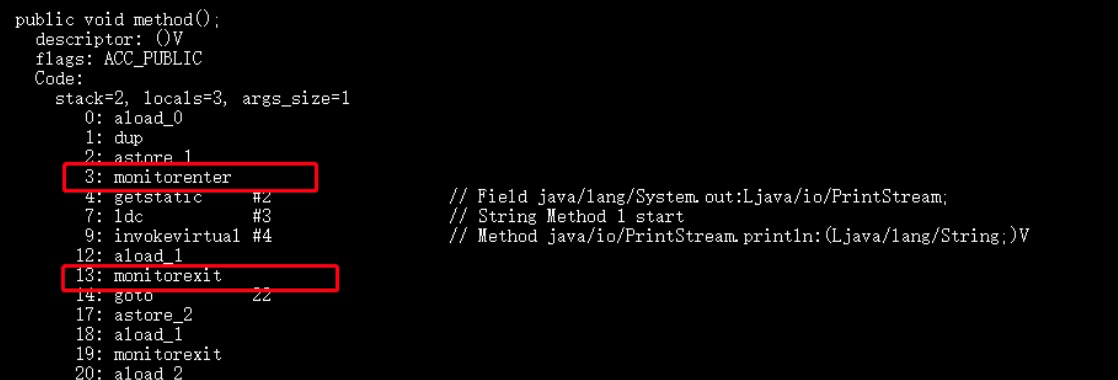 public void method();
descriptor: ()V
flags: ACC_PUBLIC
Code:
stack=2, locals=3, args_size=1
0: aload_0
1: dup
2: astore_1
3: monitorenter
4: getstatic #2 // Field java/lang/System.out:Ljava/io/PrintStream;
7: ldc #3 // String Method 1 start
9: invokevirtual #4 // Method java/io/PrintStream.println:(Ljava/lang/String;)V
12: aload_1
13: monitorexit
14: goto 22
17: astore_2
18: aload_1
19: monitorexit
20: aload_2